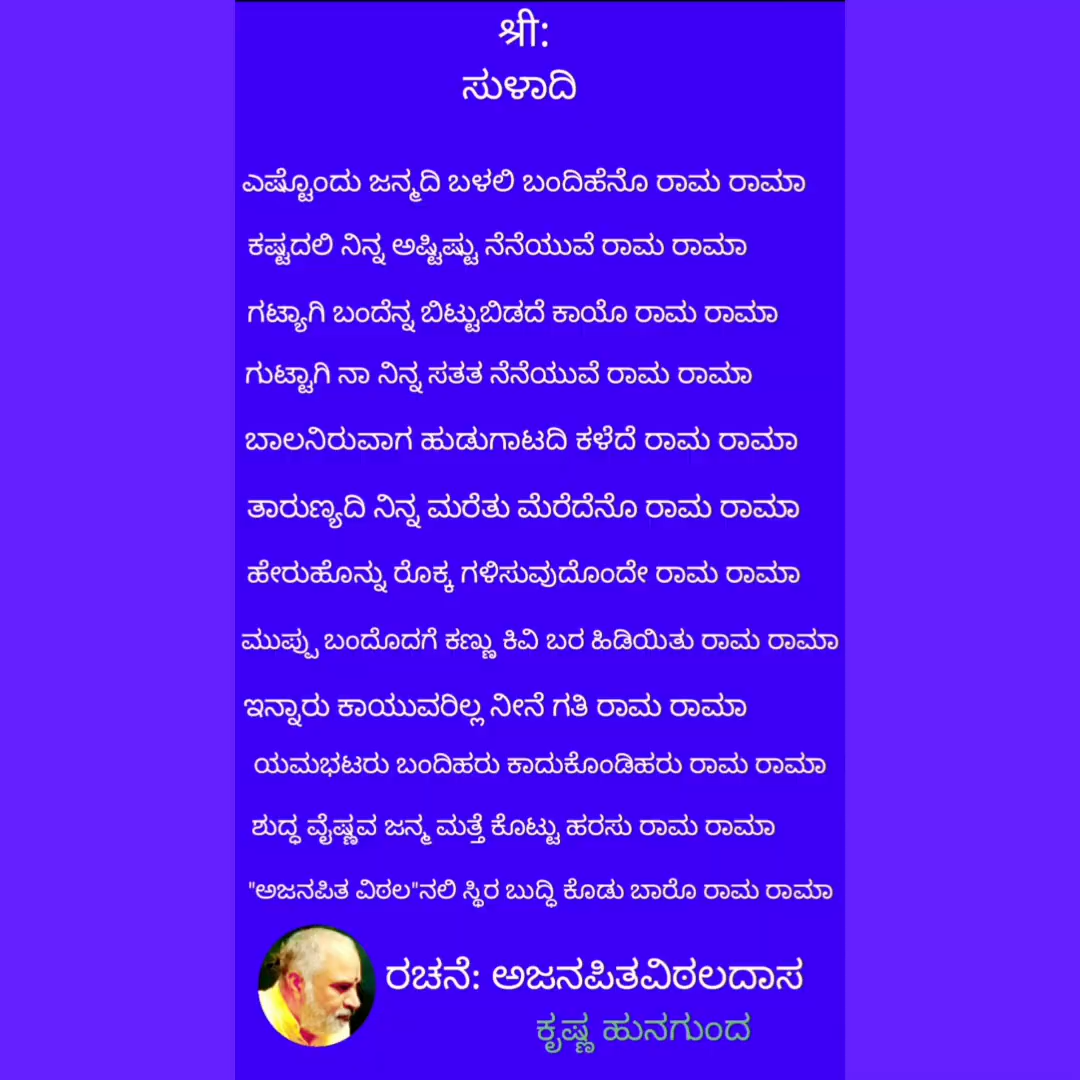 श्री:
ಸುಳಾದಿ
ಎಷ್ಟೊಂದು ಜನ್ಮದಿ ಬಳಲಿ ಬಂದಿಹೆನೊ ರಾಮ ರಾಮಾ
ಕಷ್ಟದಲಿ ನಿನ್ನ ಅಷ್ಟಿಷ್ಟು ನೆನೆಯುವೆ ರಾಮ ರಾಮಾ
ಗಟ್ಯಾಗಿ ಬಂದೆನ್ನ ಬಿಟ್ಟುಬಿಡದೆ ಕಾಯೊ ರಾಮ ರಾಮಾ
ಗುಟ್ಟಾಗಿ ನಾ ನಿನ್ನ ಸತತ ನೆನೆಯುವೆ ರಾಮ ರಾಮಾ
ಬಾಲನಿರುವಾಗ ಹುಡುಗಾಟದಿ ಕಳೆದೆ ರಾಮ ರಾಮಾ
ತಾರುಣ್ಯದಿ ನಿನ್ನ ಮರೆತು ಮೆರೆದೆನೊ ರಾಮ ರಾಮಾ
ಹೇರುಹೊನ್ನು ರೊಕ್ಕ ಗಳಿಸುವುದೊಂದೇ ರಾಮ ರಾಮಾ
ಮುಪ್ಪು ಬಂದೊದಗೆ ಕಣ್ಣು ಕಿವಿ ಬರ ಹಿಡಿಯಿತು ರಾಮ ರಾಮಾ
ಇನ್ನಾರು ಕಾಯುವರಿಲ್ಲ ನೀನೆ ಗತಿ ರಾಮ ರಾಮಾ
ಯಮಭಟರು ಬಂದಿಹರು ಕಾದುಕೊಂಡಿಹರು ರಾಮ ರಾಮಾ
ಶುದ್ಧ ವೈಷ್ಣವ ಜನ್ಮ ಮತ್ತೆ ಕೊಟ್ಟು ಹರಸು ರಾಮ ರಾಮಾ
"ಅಜನಪಿತ ವಿಠಲ"ನಲಿ ಸ್ಥಿರ ಬುದ್ಧಿ ಕೊಡು ಬಾರೊ ರಾಮ ರಾಮಾ
ರಚನೆ: ಅಜನಪಿತವಿಠಲದಾಸ
ಕೃಷ್ಣ ಹುನಗುಂದ